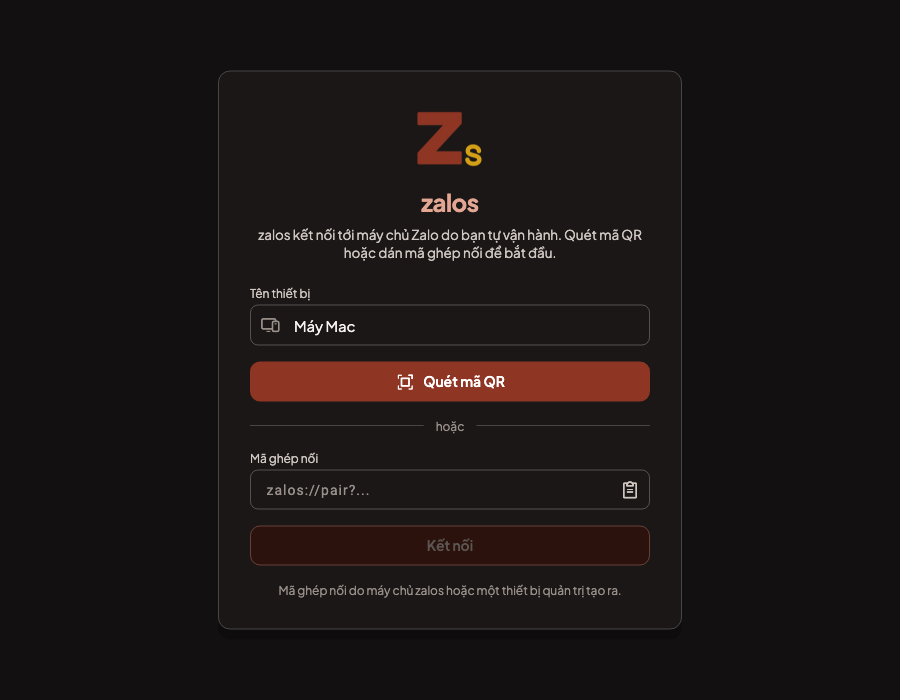 Zs
zalos
zalos kết nối tới máy chủ Zalo do bạn tự vận hành. Quét mã QR
hoặc dán mã ghép nối để bắt đầu.
Tên thiết bị
Máy Mac
Quét mã QR
hoặc
Mã ghép nối
zalos://pair?...
Kết nối
Mã ghép nối do máy chủ zalos hoặc một thiết bị quản trị tạo ra.